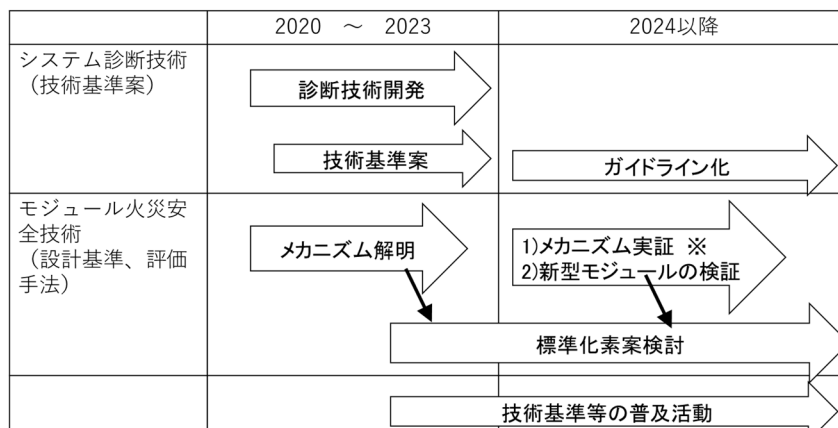 2020 ～ 2023
2024以降
システム診断技術
（技術基準案）
診断技術開発
技術基準案
ガイドライン化
モジュール火災安
全技術
（設計基準、評価
手法）
メカニズム解明
1)メカニズム実証 ※
2)新型モジュールの検証
標準化素案検討
技術基準等の普及活動